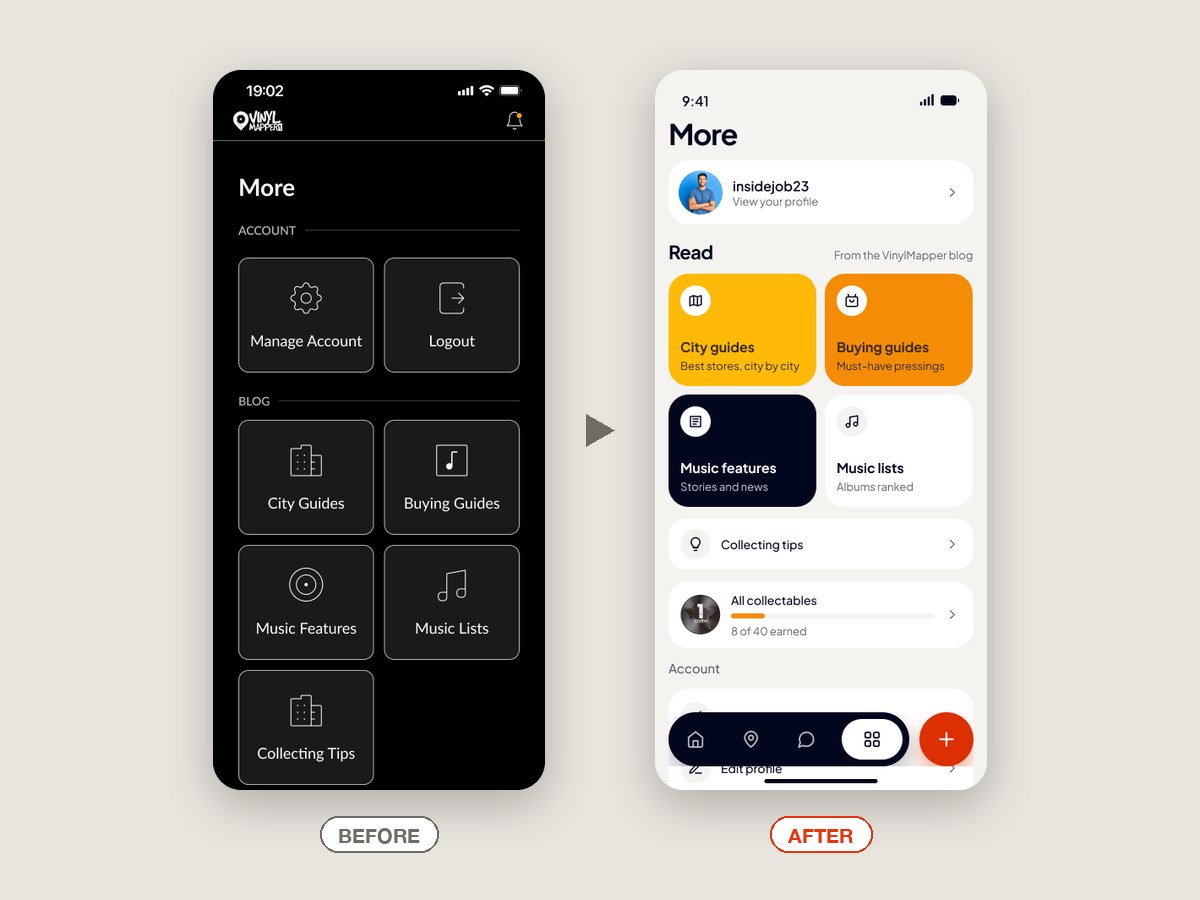 19:02
VINYL
MAPPER
More
ACCOUNT
Manage Account
Logout
BLOG
City Guides
Buying Guides
Music Features
Music Lists
Collecting Tips
BEFORE
9:41
More
insidejob23
View your profile
Read
From the VinylMapper blog
City guides
Best stores, city by city
Buying guides
Must-have pressings
Music features
Stories and news
Music lists
Albums ranked
Collecting tips
1
All collectables
8 of 40 earned
Account
Edit profile
AFTER